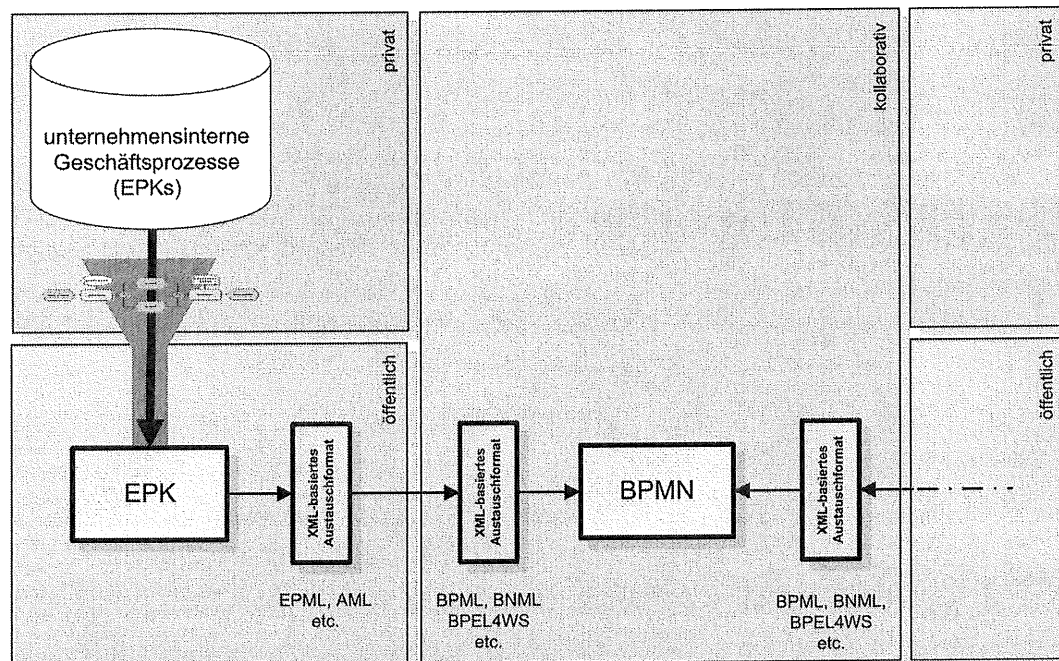 privat
kollaborativ
privat
unternehmensinterne
Geschäftsprozesse
(EPKs)
öffentlich
öffentlich
EPK
XML-basiertes
Austauschformat
XML-basiertes
Austauschformat
BPMN
XML-basiertes
Austauschformat
EPML, AML
etc.
BPML, BNML
BPEL4WS
etc.
BPML, BNML,
BPEL4WS
etc.